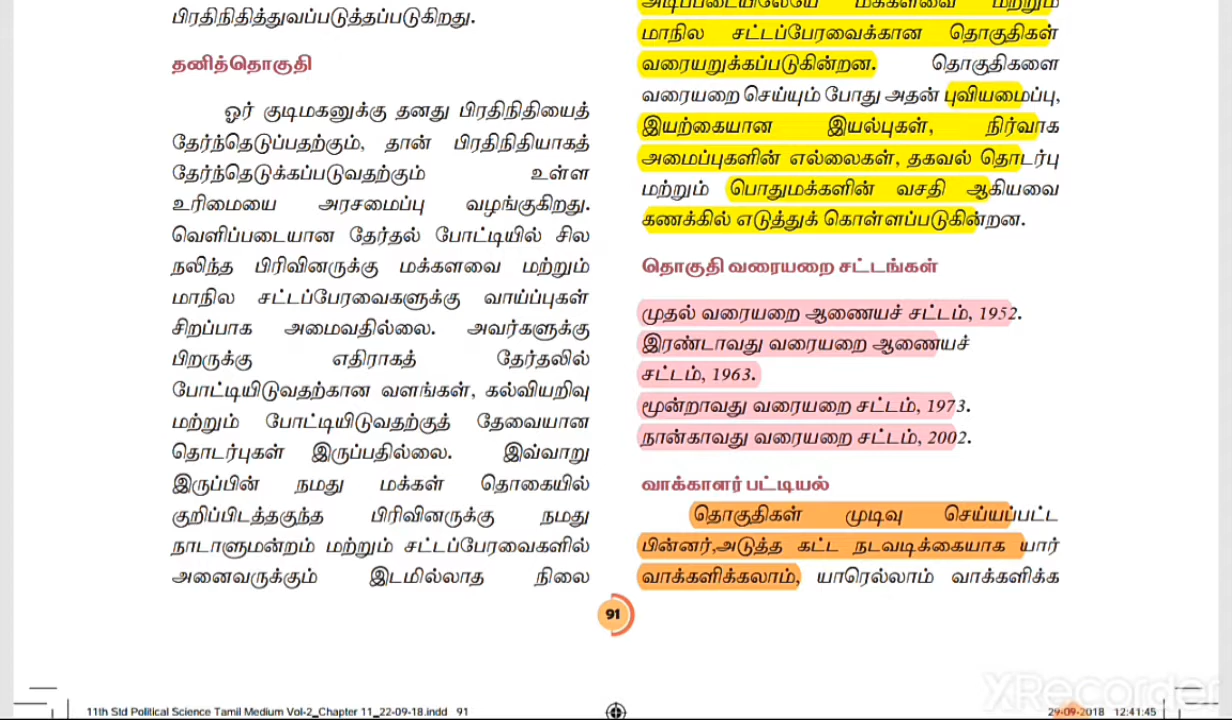 பிரதிநிதித்துவப்படுத்தப்படுகிறது.
தனித்தொகுதி
ஓர் குடிமகனுக்கு தனது பிரதிநிதியைத்
தேர்ந்தெடுப்பதற்கும், தான் பிரதிநிதியாகத்
தேர்ந்தெடுக்கப்படுவதற்கும் உள்ள
உரிமையை அரசமைப்பு வழங்குகிறது.
வெளிப்படையான தேர்தல் போட்டியில் சில
நலிந்த பிரிவினருக்கு மக்களவை மற்றும்
மாநில சட்டப்பேரவைகளுக்கு வாய்ப்புகள்
சிறப்பாக அமைவதில்லை. அவர்களுக்கு
பிறருக்கு எதிராகத் தேர்தலில்
போட்டியிடுவதற்கான வளங்கள், கல்வியறிவு
மற்றும் போட்டியிடுவதற்குத் தேவையான
தொடர்புகள் இருப்பதில்லை. இவ்வாறு
இருப்பின் நமது மக்கள் தொகையில்
குறிப்பிடத்தகுந்த பிரிவினருக்கு நமது
நாடாளுமன்றம் மற்றும் சட்டப்பேரவைகளில்
அனைவருக்கும் இடமில்லாத நிலை
அடிப்படையிலேயே மக்களவை மற்றும்
மாநில சட்டப்பேரவைக்கான தொகுதிகள்
வரையறுக்கப்படுகின்றன. தொகுதிகளை
வரையறை செய்யும் போது அதன் புவியமைப்பு,
இயற்கையான இயல்புகள், நிர்வாக
அமைப்புகளின் எல்லைகள், தகவல் தொடர்பு
மற்றும் பொதுமக்களின் வசதி ஆகியவை
கணக்கில் எடுத்துக் கொள்ளப்படுகின்றன.
தொகுதி வரையறை சட்டங்கள்
முதல் வரையறை ஆணையச் சட்டம், 1952.
இரண்டாவது வரையறை ஆணையச்
சட்டம், 1963.
மூன்றாவது வரையறை சட்டம், 1973.
நான்காவது வரையறை சட்டம், 2002.
வாக்காளர் பட்டியல்
தொகுதிகள் முடிவு செய்யப்பட்ட
பின்னர்,அடுத்த கட்ட நடவடிக்கையாக யார்
வாக்களிக்கலாம், யாரெல்லாம் வாக்களிக்க
91
11th Std Political Science Tamil Medium Vol-2_Chapter 11_22-09-18.indd 91
29-09-2018 12:41:45
XRecorder